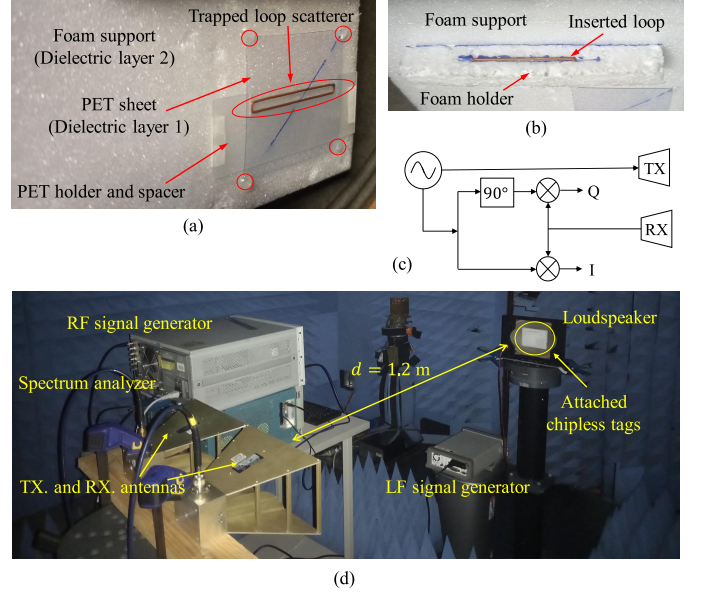 Trapped loop scatterer
Foam support
(Dielectric layer 2)
PET sheet
(Dielectric layer 1)
PET holder and spacer
(a)
Foam support
Inserted loop
Foam holder
(b)
90°
Q
I
TX
RX
(c)
RF signal generator
Spectrum analyzer
TX. and RX. antennas
d = 1.2 m
Loudspeaker
Attached
chipless tags
LF signal generator
(d)